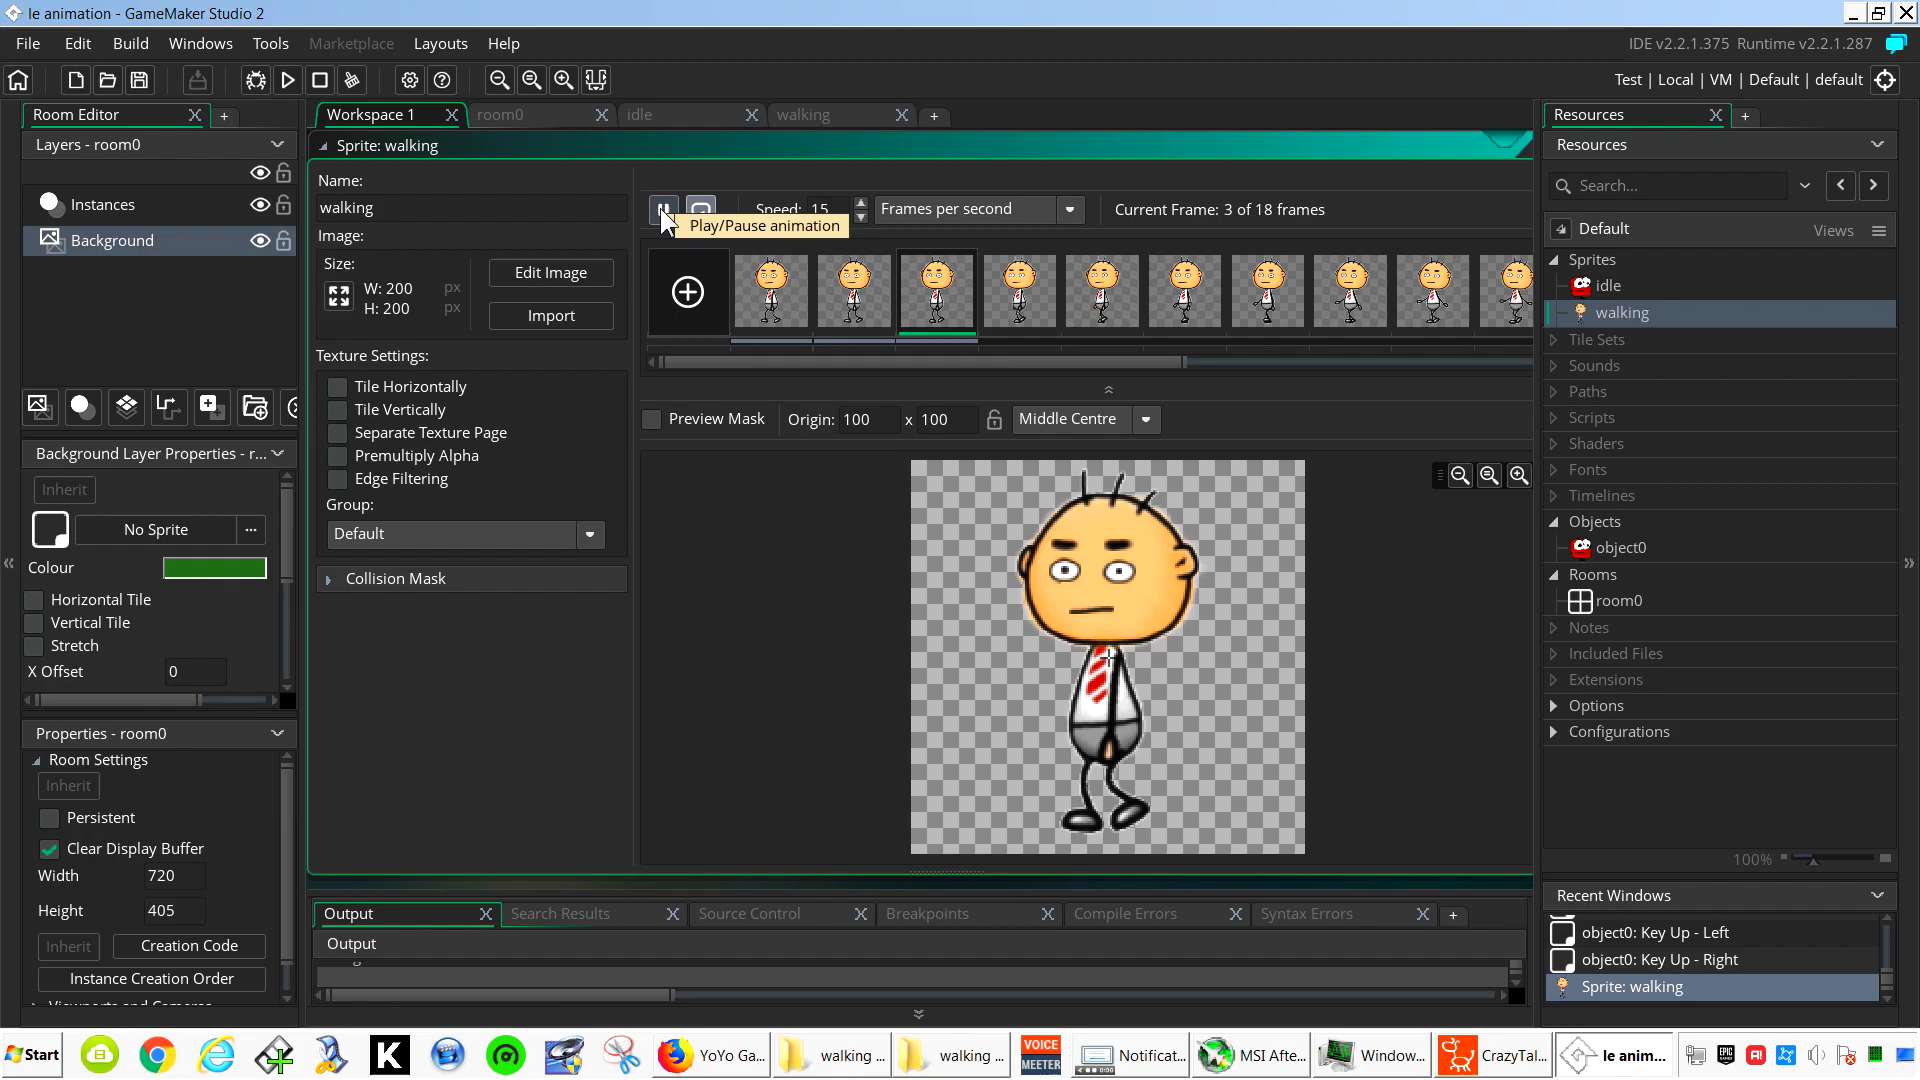 le animation - GameMaker Studio 2
File Edit Build Windows Tools Marketplace Layouts Help
IDE v2.2.1.375 Runtime v2.2.1.287
Test | Local | VM | Default | default
Room Editor
Layers - room0
Instances
Background
Background Layer Properties - r...
Inherit
No Sprite ...
Colour
Horizontal Tile
Vertical Tile
Stretch
X Offset 0
Properties - room0
Room Settings
Inherit
Persistent
Clear Display Buffer
Width 720
Height 405
Inherit Creation Code
Instance Creation Order
Viewports and Cameras
Workspace 1 room0 idle walking
Sprite: walking
Name:
walking
Image:
Size:
W: 200 px
H: 200 px
Edit Image
Import
Texture Settings:
Tile Horizontally
Tile Vertically
Separate Texture Page
Premultiply Alpha
Edge Filtering
Group:
Default
Collision Mask
Speed: 15 Frames per second Current Frame: 3 of 18 frames
Play/Pause animation
Preview Mask Origin: 100 x 100 Middle Centre
Output Search Results Source Control Breakpoints Compile Errors Syntax Errors
Output
Resources
Resources
Search...
Default Views
Sprites
idle
walking
Tile Sets
Sounds
Paths
Scripts
Shaders
Fonts
Timelines
Objects
object0
Rooms
room0
Notes
Included Files
Extensions
Options
Configurations
100%
Recent Windows
object0: Key Up - Left
object0: Key Up - Right
Sprite: walking
Start K YoYo Ga... walking ... walking ... VOICE MEETER Notificat... MSI Afte... Window... CrazyTal... le anim... EPIC GAMES AI